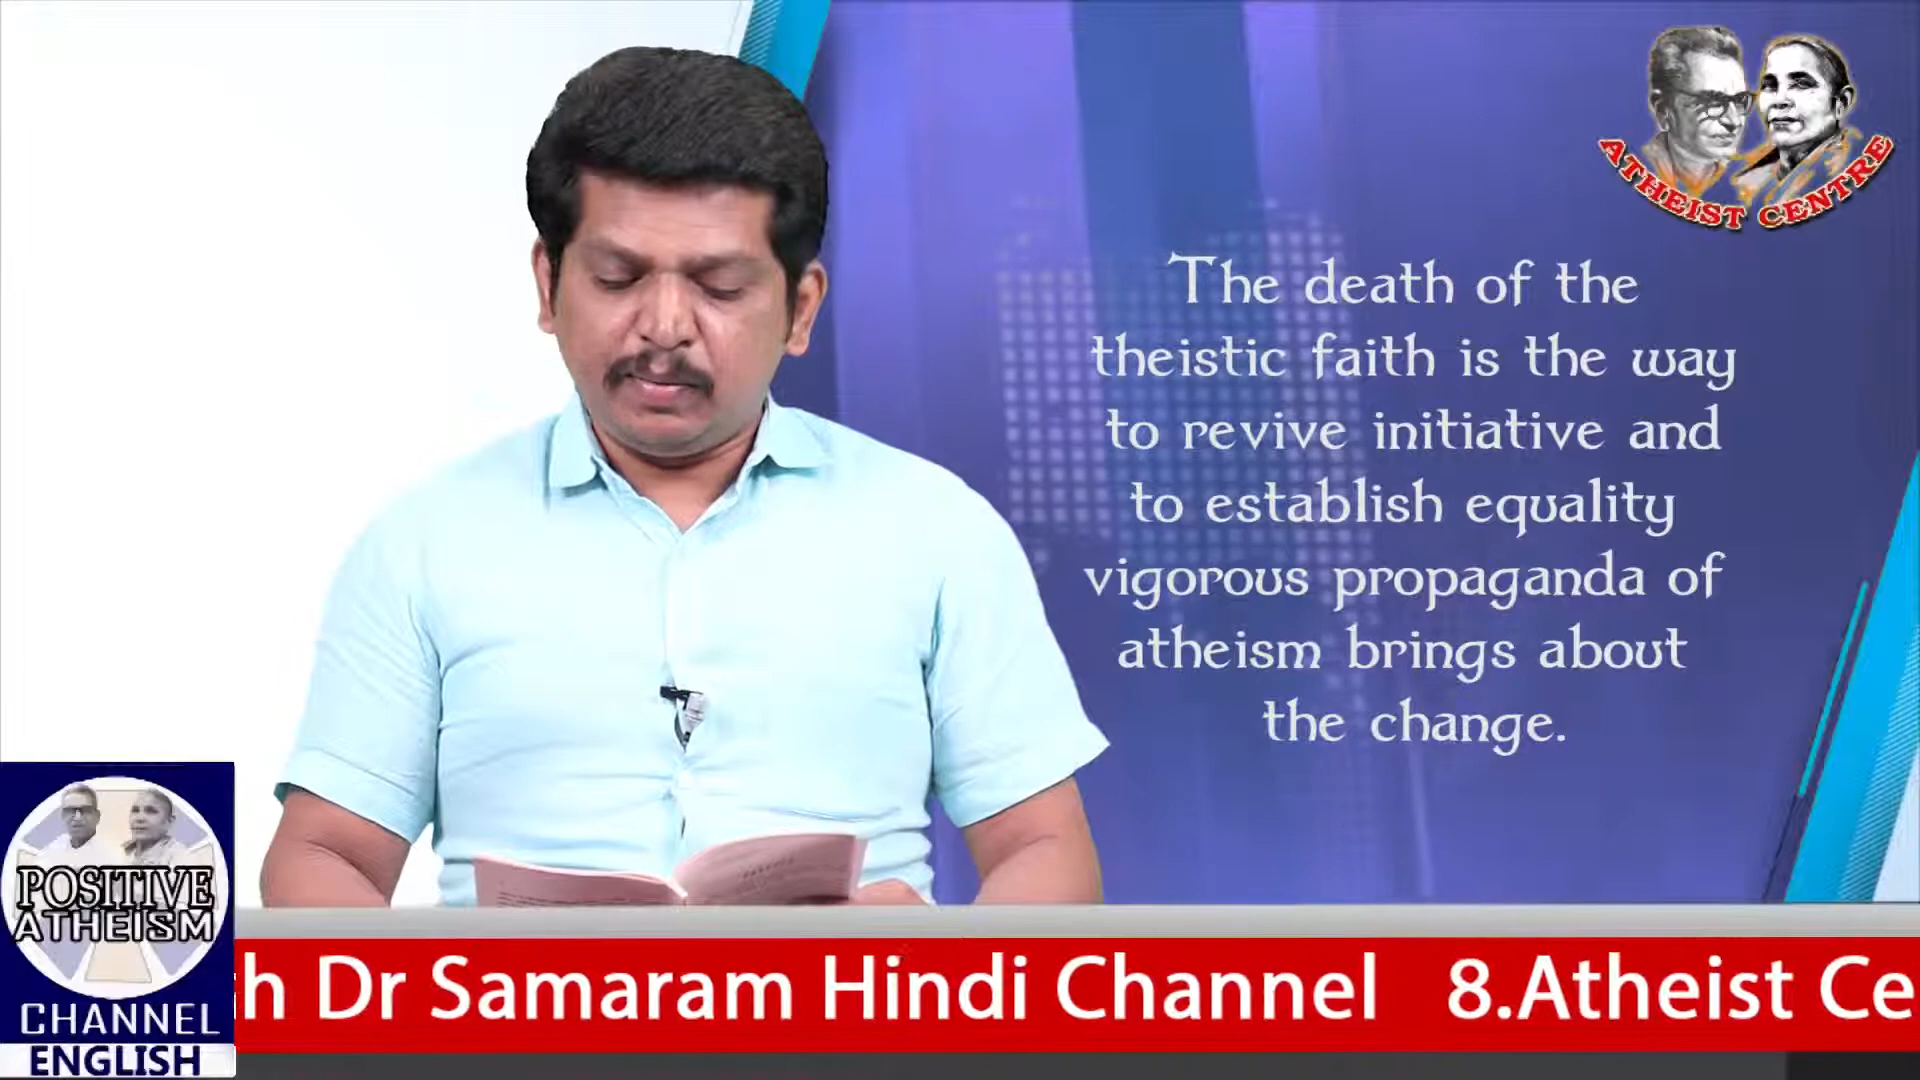 ATHEIST CENTRE
The death of the
theistic faith is the way
to revive initiative and
to establish equality
vigorous propaganda of
atheism brings about
the change.
POSITIVE
ATHEISM
CHANNEL
ENGLISH
h Dr Samaram Hindi Channel 8.Atheist Ce